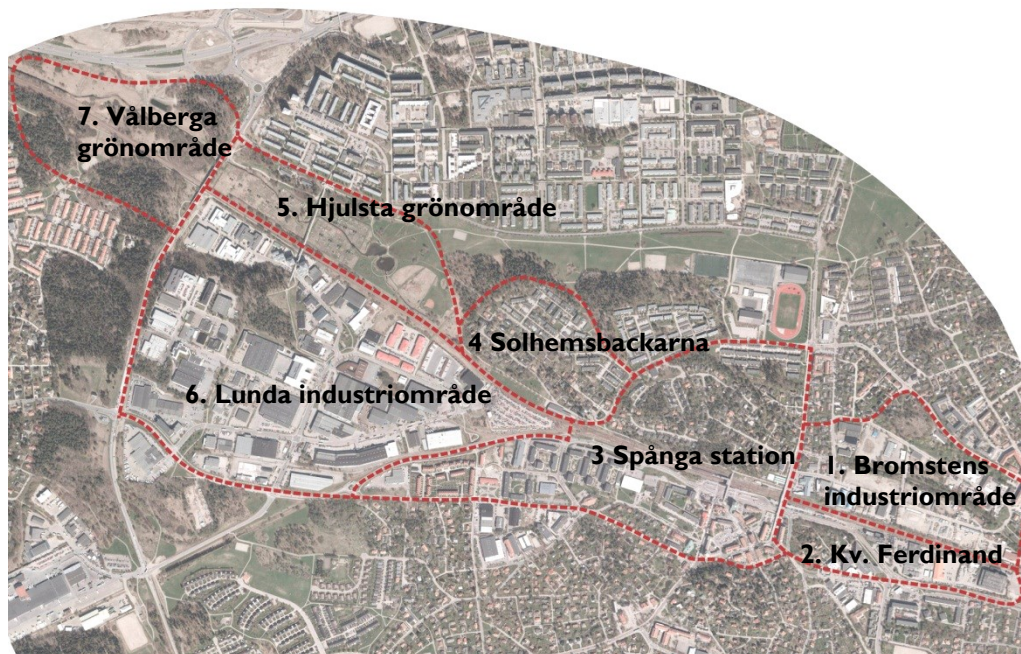 7. Vålberga
grönområde
5. Hjulsta grönområde
4 Solhemsbackarna
6. Lunda industriområde
3 Spånga station
1. Bromstens
industriområde
2. Kv. Ferdinand